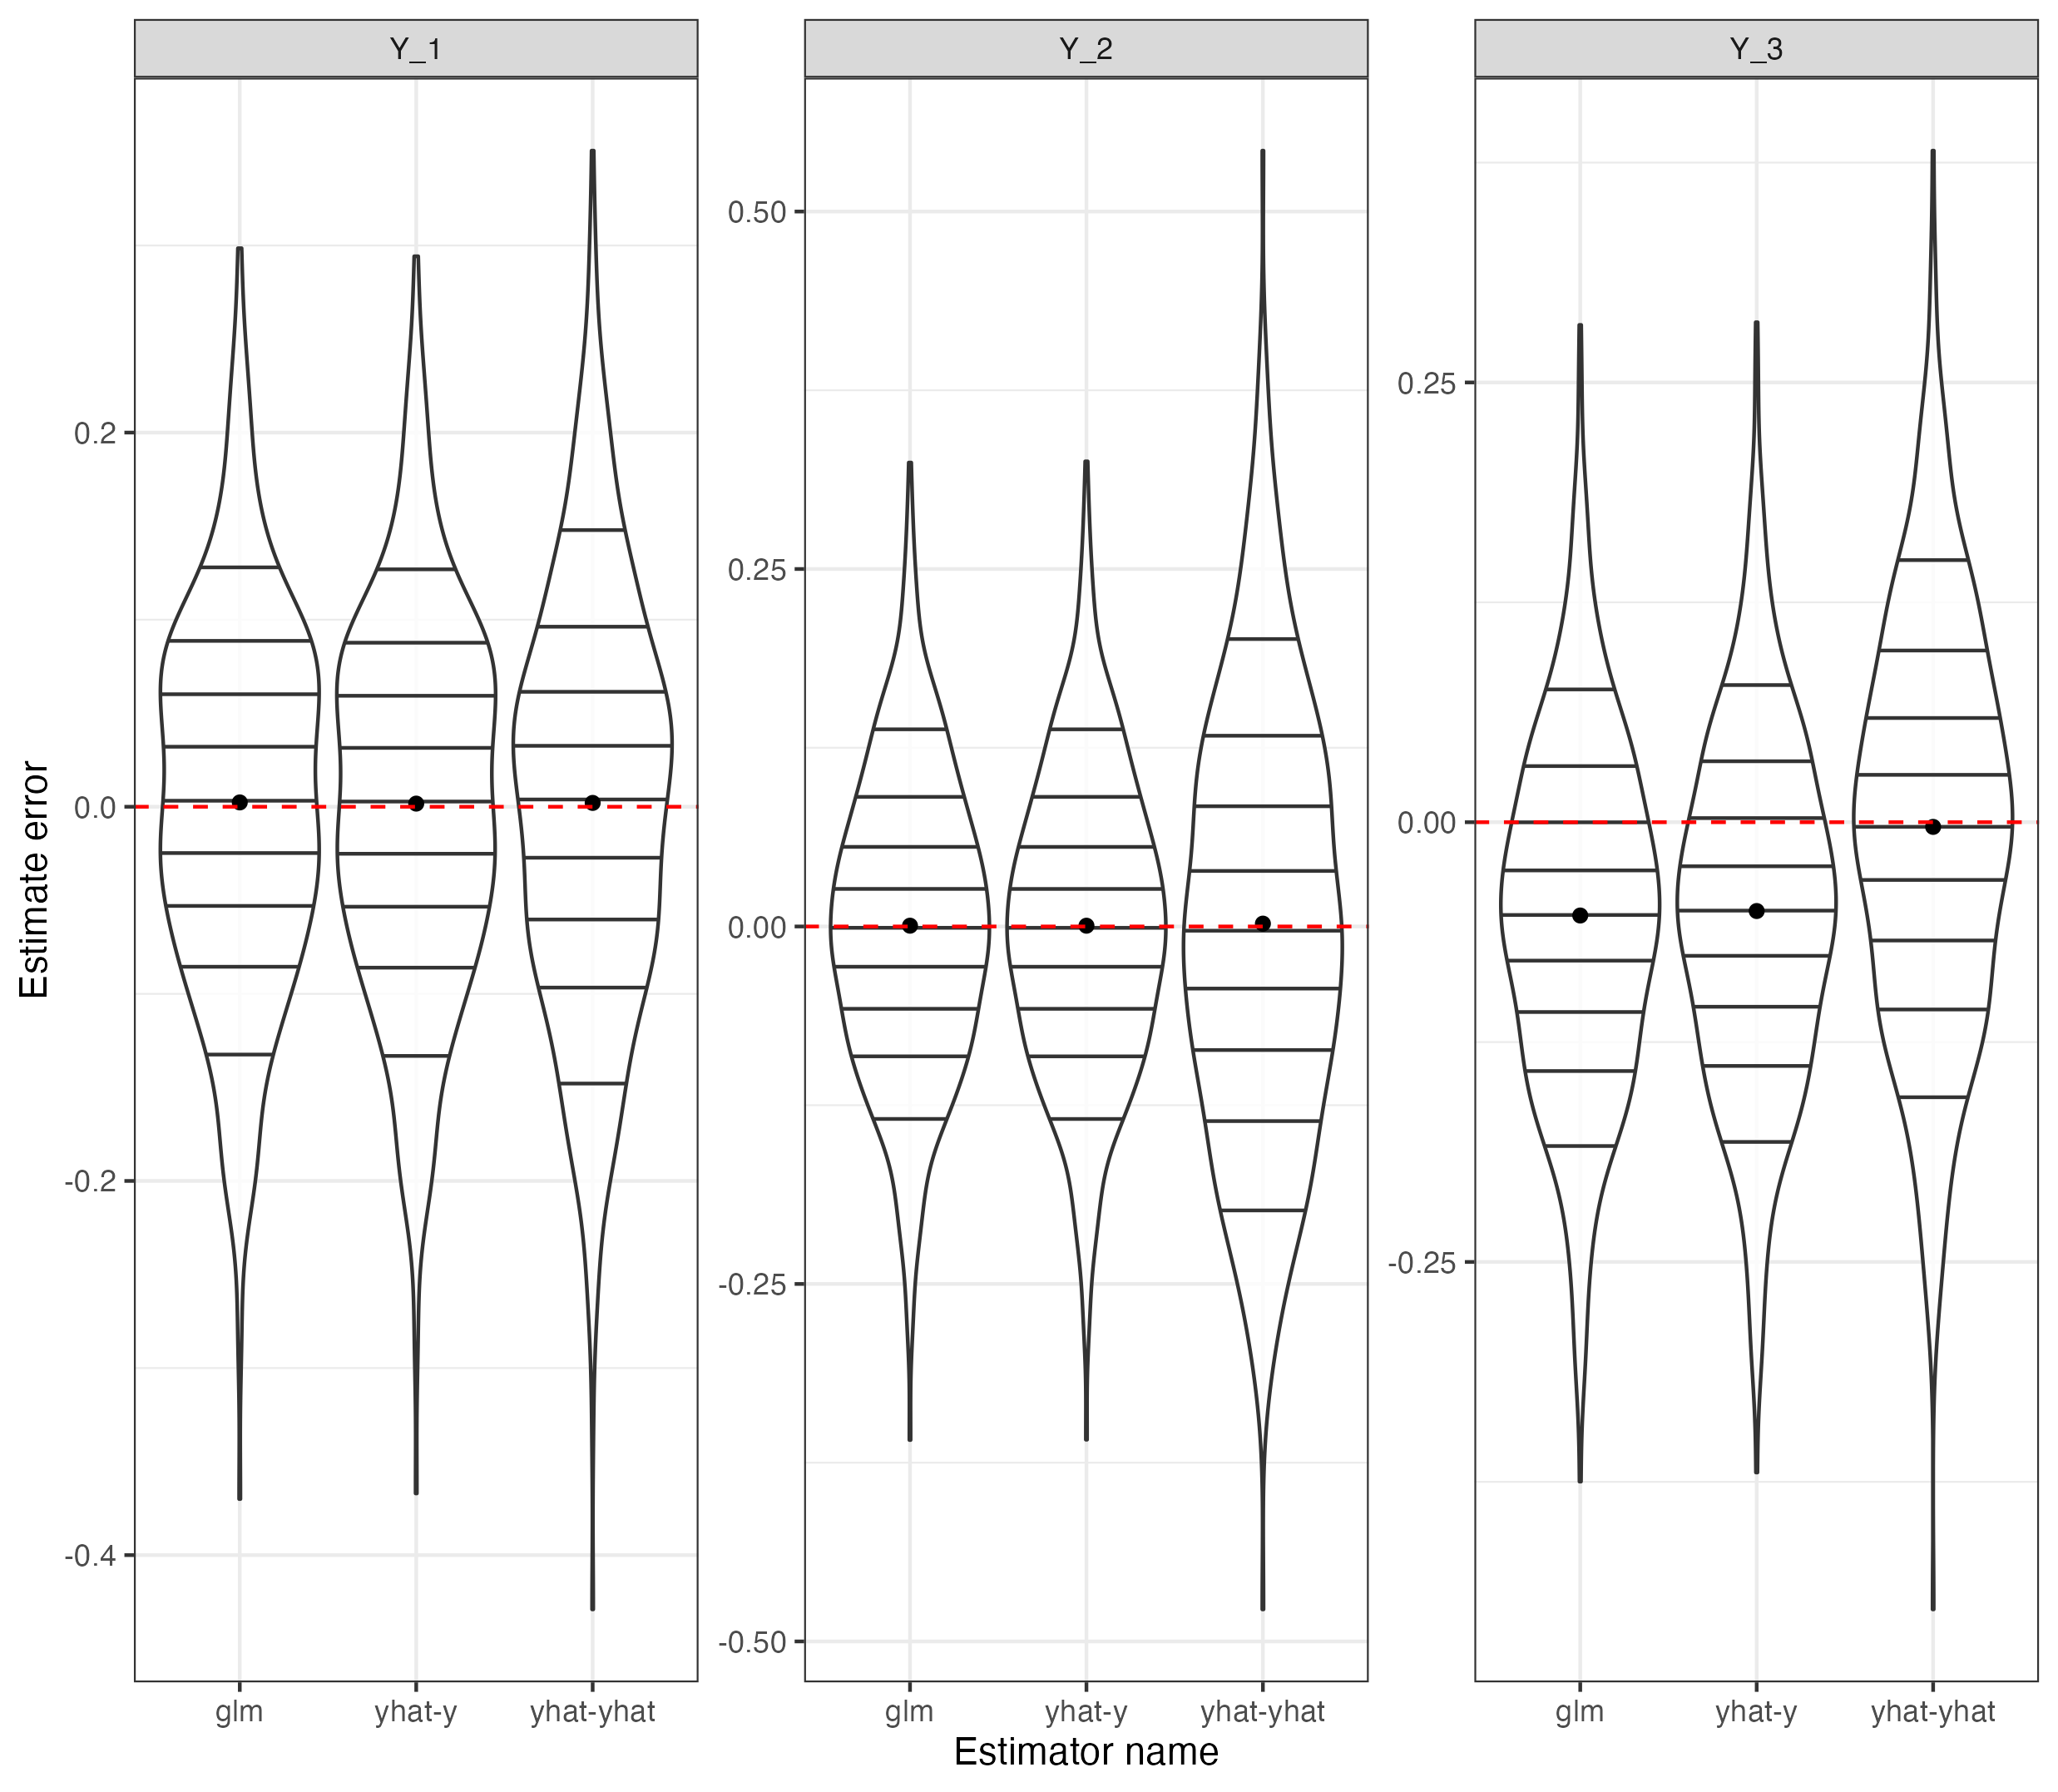 Y_1
Y_2
Y_3
Estimate error
0.2
0.0
-0.2
-0.4
0.50
0.25
0.00
-0.25
-0.50
0.25
0.00
-0.25
glm yhat-y yhat-yhat
glm yhat-y yhat-yhat
glm yhat-y yhat-yhat
Estimator name